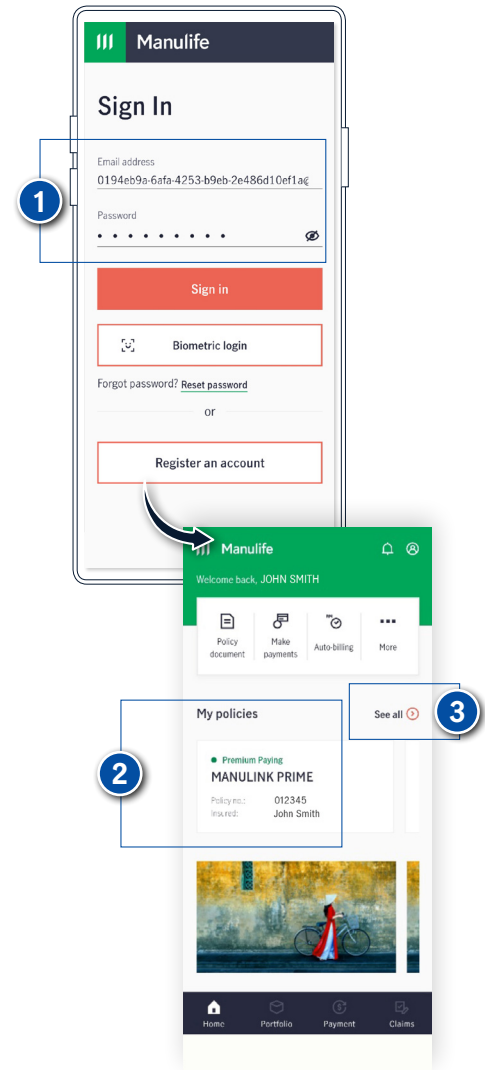 Manulife
Sign In
Email address
0194eb9a-6afa-4253-b9eb-2e486d10ef1a
1
Password
Sign in
Biometric login
Forgot password? Reset password
or
Register an account
Manulife
Welcome back, JOHN SMITH
Policy document
Make payments
Auto-billing
More
My policies
See all
3
2
Premium Paying
MANULINK PRIME
Policy no.: 012345
Insured: John Smith
Home
Portfolio
Payment
Claims